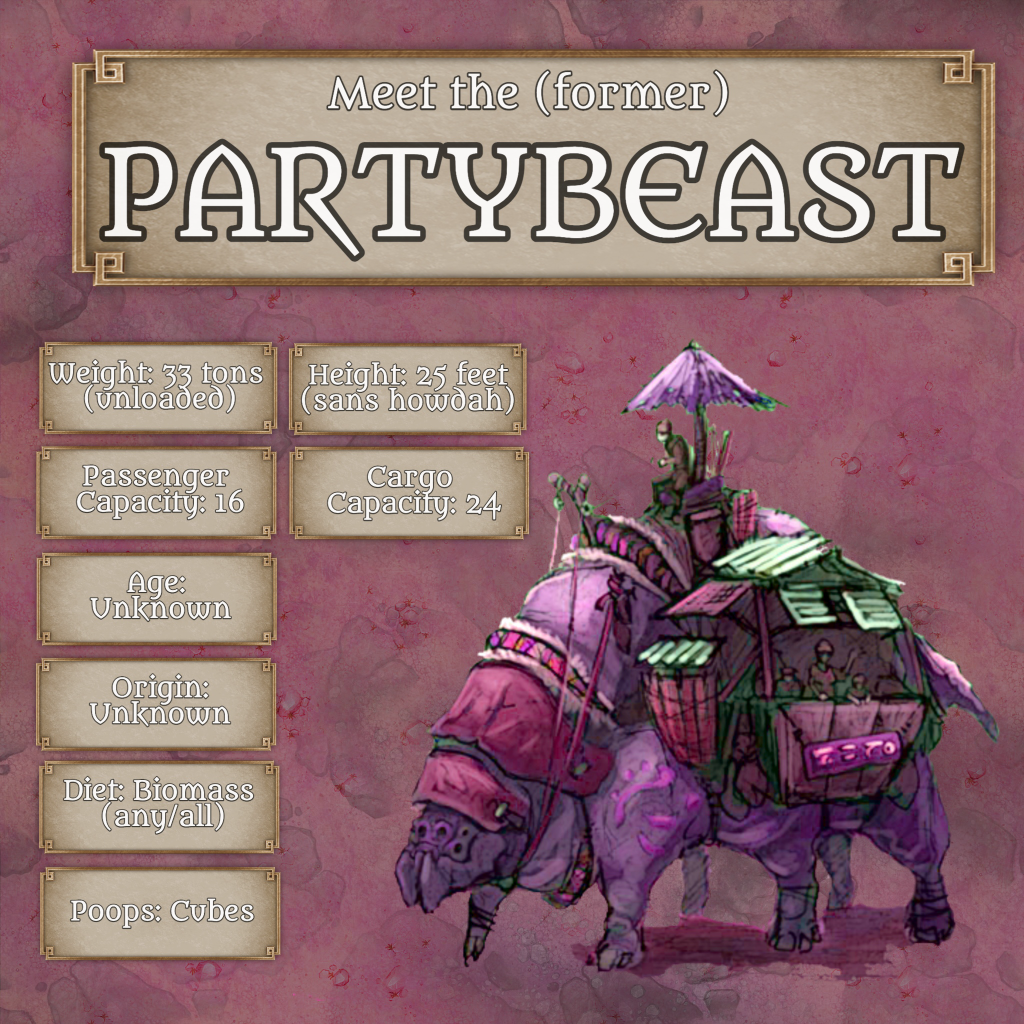 Meet the (former)
PARTYBEAST
Weight: 33 tons
(unloaded)
Height: 25 feet
(sans howdah)
Passenger
Capacity: 16
Cargo
Capacity: 24
Age:
Unknown
Origin:
Unknown
Diet: Biomass
(any/all)
Poops: Cubes